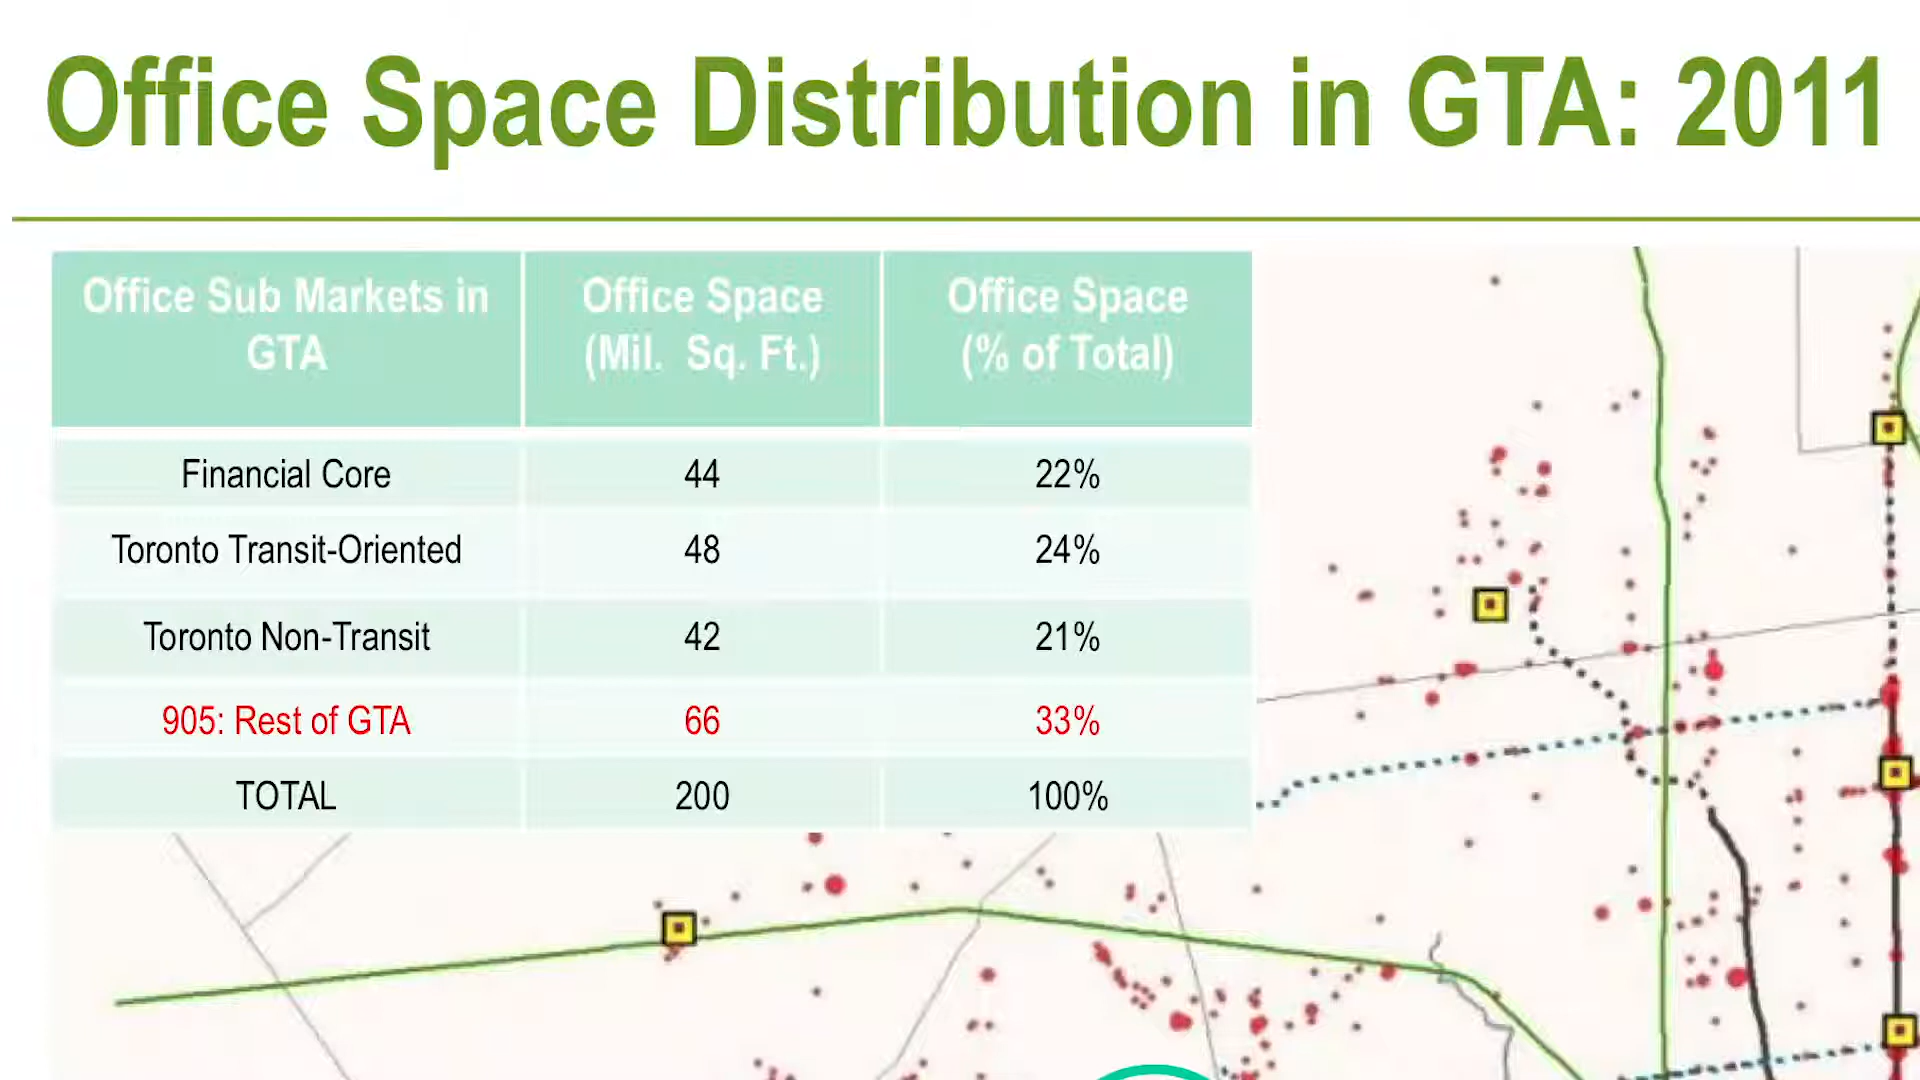 Office Space Distribution in GTA: 2011
Office Sub Markets in GTA
Office Space (Mil. Sq. Ft.)
Office Space (% of Total)
Financial Core 44 22%
Toronto Transit-Oriented 48 24%
Toronto Non-Transit 42 21%
905: Rest of GTA 66 33%
TOTAL 200 100%